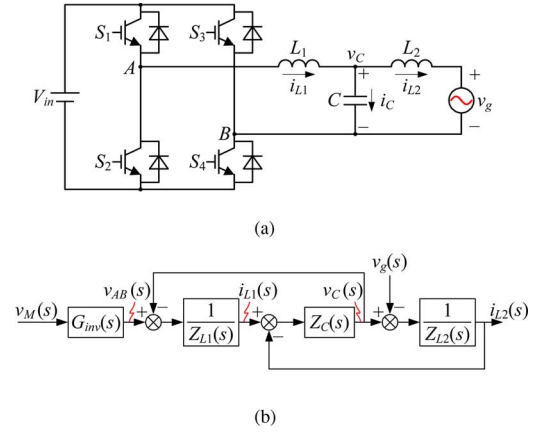 S1 S3
A L1 vC L2
+ +
iL1 iL2
Vin C iC vg
B − −
S2 S4
(a)
vg(s)
vAB(s) iL1(s) vC(s)
vM(s) + − + + − iL2(s)
Ginv(s) 1/ZL1(s) − ZC(s) 1/ZL2(s)
(b)